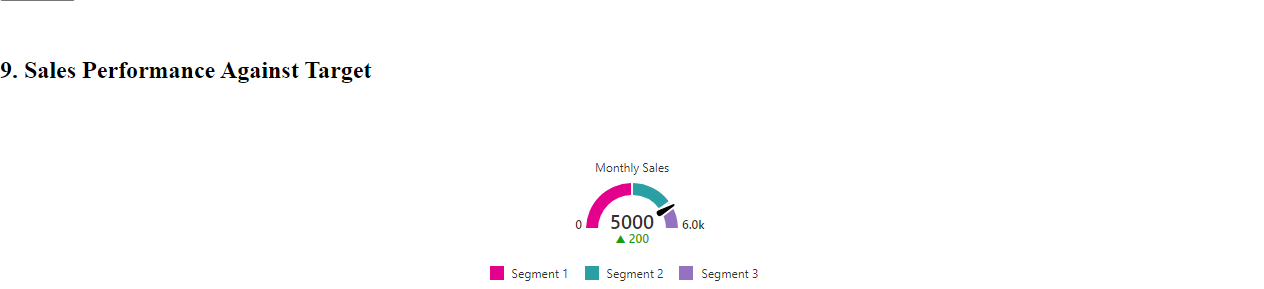 9. Sales Performance Against Target
Monthly Sales
0 5000 6.0k
▲ 200
Segment 1 Segment 2 Segment 3